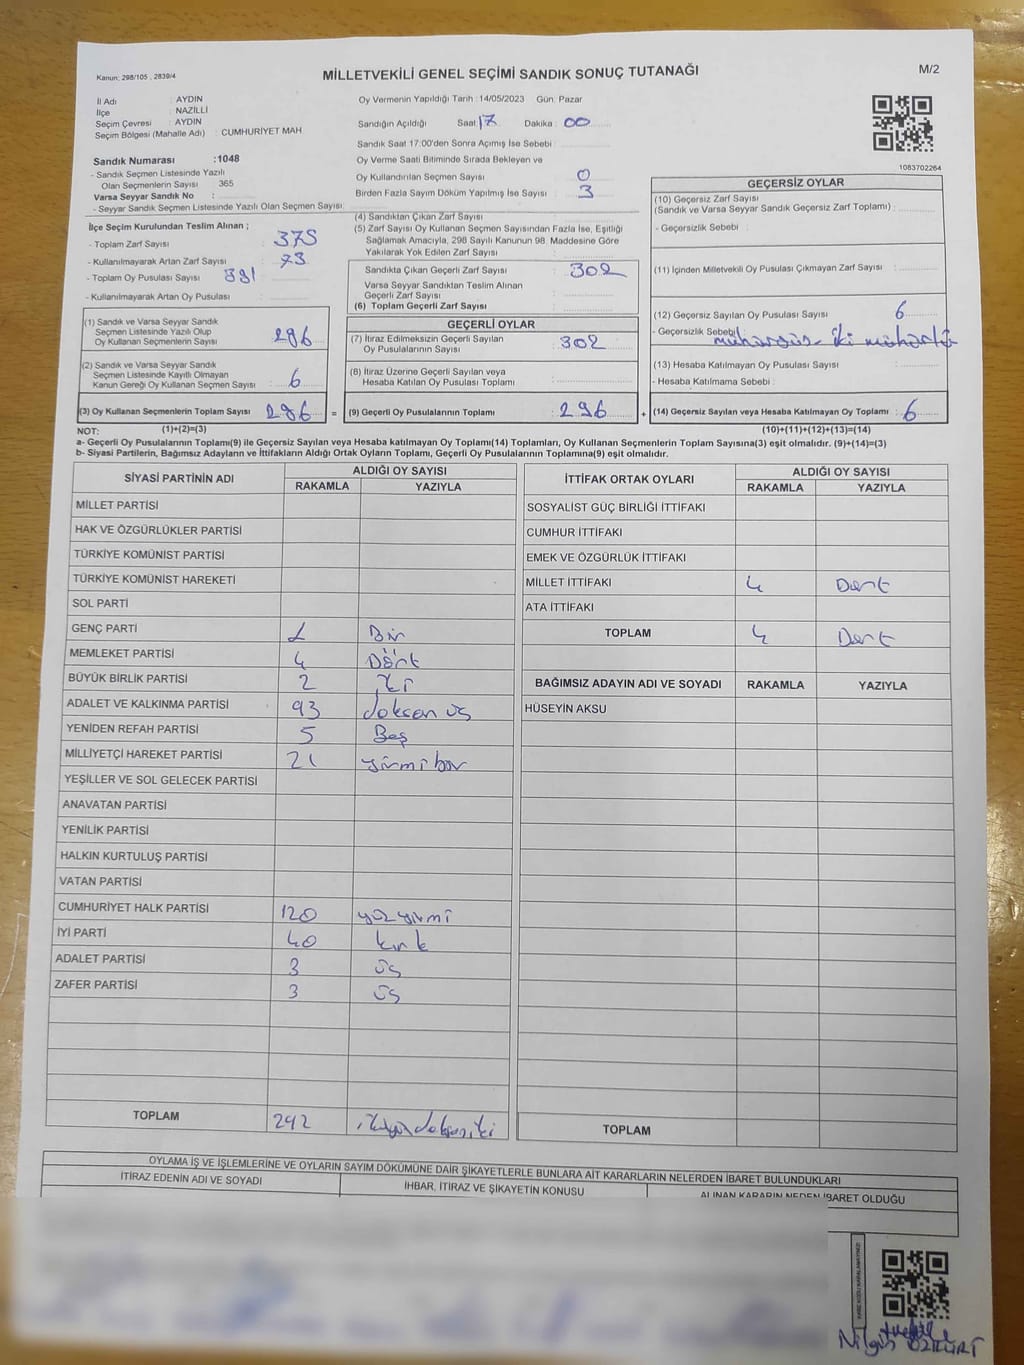 Kanun: 298/105 , 2839/4
MİLLETVEKİLİ GENEL SEÇİMİ SANDIK SONUÇ TUTANAĞI
M/2
İl Adı : AYDIN
İlçe : NAZİLLİ
Seçim Çevresi : AYDIN
Seçim Bölgesi (Mahalle Adı) : CUMHURİYET MAH.
Sandık Numarası :1048
- Sandık Seçmen Listesinde Yazılı
Olan Seçmenlerin Sayısı 365
Varsa Seyyar Sandık No :
- Seyyar Sandık Seçmen Listesinde Yazılı Olan Seçmen Sayısı:
Oy Vermenin Yapıldığı Tarih :14/05/2023 Gün: Pazar
Sandığın Açıldığı Saat 17 Dakika : 00
Sandık Saat 17:00'den Sonra Açımış İse Sebebi :
Oy Verme Saati Bitiminde Sırada Bekleyen ve
Oy Kullandırılan Seçmen Sayısı : 0
Birden Fazla Sayım Döküm Yapılmış İse Sayısı : 3
1083702264
İlçe Seçim Kurulundan Teslim Alınan ;
- Toplam Zarf Sayısı : 375
- Kullanılmayarak Artan Zarf Sayısı : 73
- Toplam Oy Pusulası Sayısı : 381
- Kullanılmayarak Artan Oy Pusulası :
(4) Sandıktan Çıkan Zarf Sayısı :
(5) Zarf Sayısı Oy Kullanan Seçmen Sayısından Fazla İse, Eşitliği
Sağlamak Amacıyla, 298 Sayılı Kanunun 98. Maddesine Göre
Yakılarak Yok Edilen Zarf Sayısı :
Sandıkta Çıkan Geçerli Zarf Sayısı : 302
Varsa Seyyar Sandıktan Teslim Alınan
Geçerli Zarf Sayısı :
(6) Toplam Geçerli Zarf Sayısı :
GEÇERSİZ OYLAR
(10) Geçersiz Zarf Sayısı :
(Sandık ve Varsa Seyyar Sandık Geçersiz Zarf Toplamı) :
- Geçersizlik Sebebi :
(11) İçinden Milletvekili Oy Pusulası Çıkmayan Zarf Sayısı :
(12) Geçersiz Sayılan Oy Pusulası Sayısı : 6
- Geçersizlik Sebebi mühürsüz - iki mühürlü
(13) Hesaba Katılmayan Oy Pusulası Sayısı :
- Hesaba Katılmama Sebebi :
(1) Sandık ve Varsa Seyyar Sandık
Seçmen Listesinde Yazılı Olup
Oy Kullanan Seçmenlerin Sayısı : 296
(2) Sandık ve Varsa Seyyar Sandık
Seçmen Listesinde Kayıtlı Olmayan
Kanun Gereği Oy Kullanan Seçmen Sayısı : 6
GEÇERLİ OYLAR
(7) İtiraz Edilmeksizin Geçerli Sayılan
Oy Pusulalarının Sayısı : 302
(8) İtiraz Üzerine Geçerli Sayılan veya
Hesaba Katılan Oy Pusulası Toplamı :
(3) Oy Kullanan Seçmenlerin Toplam Sayısı : 296 = (9) Geçerli Oy Pusulalarının Toplamı : 296 + (14) Geçersiz Sayılan veya Hesaba Katılmayan Oy Toplamı : 6
NOT: (1)+(2)=(3) (10)+(11)+(12)+(13)=(14)
a- Geçerli Oy Pusulalarının Toplamı(9) ile Geçersiz Sayılan veya Hesaba katılmayan Oy Toplamı(14) Toplamları, Oy Kullanan Seçmenlerin Toplam Sayısına(3) eşit olmalıdır. (9)+(14)=(3)
b- Siyasi Partilerin, Bağımsız Adayların ve İttifakların Aldığı Ortak Oyların Toplamı, Geçerli Oy Pusulalarının Toplamına(9) eşit olmalıdır.
SİYASİ PARTİNİN ADI ALDIĞI OY SAYISI
RAKAMLA YAZIYLA
MİLLET PARTİSİ
HAK VE ÖZGÜRLÜKLER PARTİSİ
TÜRKİYE KOMÜNİST PARTİSİ
TÜRKİYE KOMÜNİST HAREKETİ
SOL PARTİ
GENÇ PARTİ 1 Bir
MEMLEKET PARTİSİ 4 Dört
BÜYÜK BİRLİK PARTİSİ 2 İki
ADALET VE KALKINMA PARTİSİ 93 doksan üç
YENİDEN REFAH PARTİSİ 5 Beş
MİLLİYETÇİ HAREKET PARTİSİ 21 yirmi bir
YEŞİLLER VE SOL GELECEK PARTİSİ
ANAVATAN PARTİSİ
YENİLİK PARTİSİ
HALKIN KURTULUŞ PARTİSİ
VATAN PARTİSİ
CUMHURİYET HALK PARTİSİ 120 yüz yirmi
İYİ PARTİ 40 kırk
ADALET PARTİSİ 3 üç
ZAFER PARTİSİ 3 üç
TOPLAM 292 ikiyüz doksan iki
İTTİFAK ORTAK OYLARI ALDIĞI OY SAYISI
RAKAMLA YAZIYLA
SOSYALİST GÜÇ BİRLİĞİ İTTİFAKI
CUMHUR İTTİFAKI
EMEK VE ÖZGÜRLÜK İTTİFAKI
MİLLET İTTİFAKI 4 Dört
ATA İTTİFAKI
TOPLAM 4 Dört
BAĞIMSIZ ADAYIN ADI VE SOYADI RAKAMLA YAZIYLA
HÜSEYİN AKSU
TOPLAM
OYLAMA İŞ VE İŞLEMLERİNE VE OYLARIN SAYIM DÖKÜMÜNE DAİR ŞİKAYETLERLE BUNLARA AİT KARARLARIN NELERDEN İBARET BULUNDUKLARI
İTİRAZ EDENİN ADI VE SOYADI İHBAR, İTİRAZ VE ŞİKAYETİN KONUSU ALINAN KARARIN NEDEN İBARET OLDUĞU